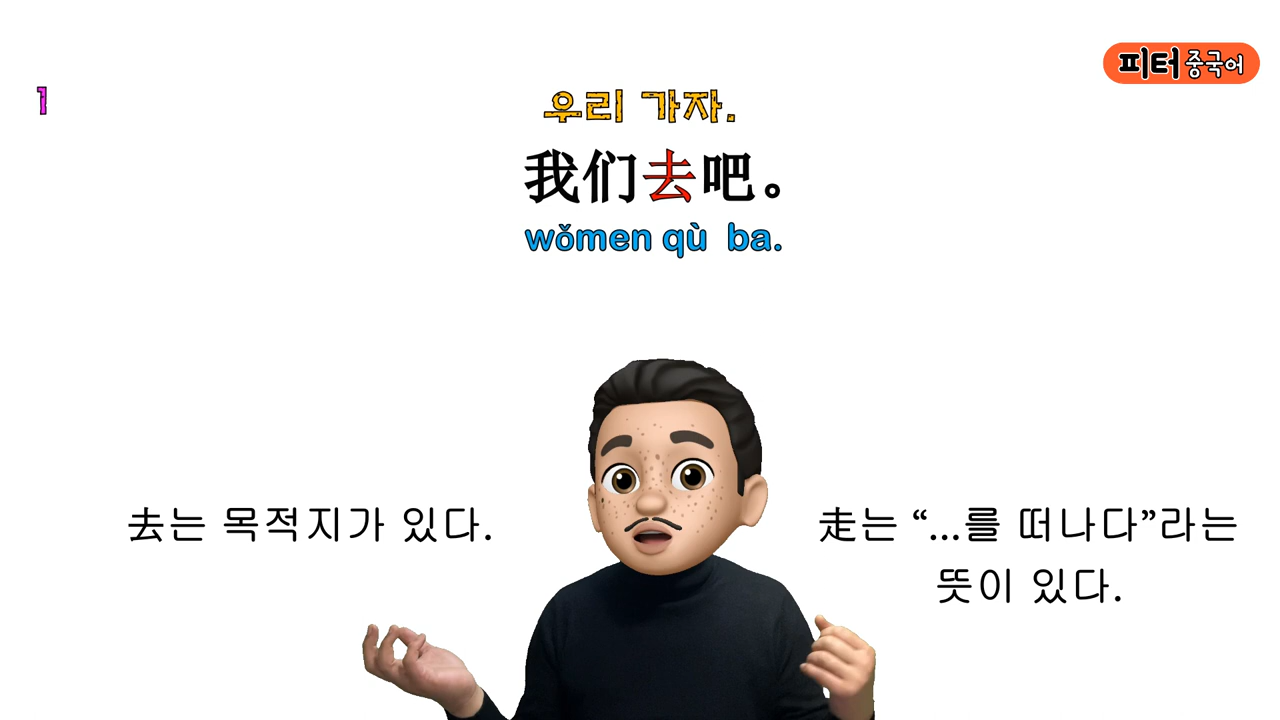 피터 중국어
1
우리 가자.
我们去吧。
wǒmen qù ba.
去는 목적지가 있다.
走는 “...를 떠나다”라는
뜻이 있다.